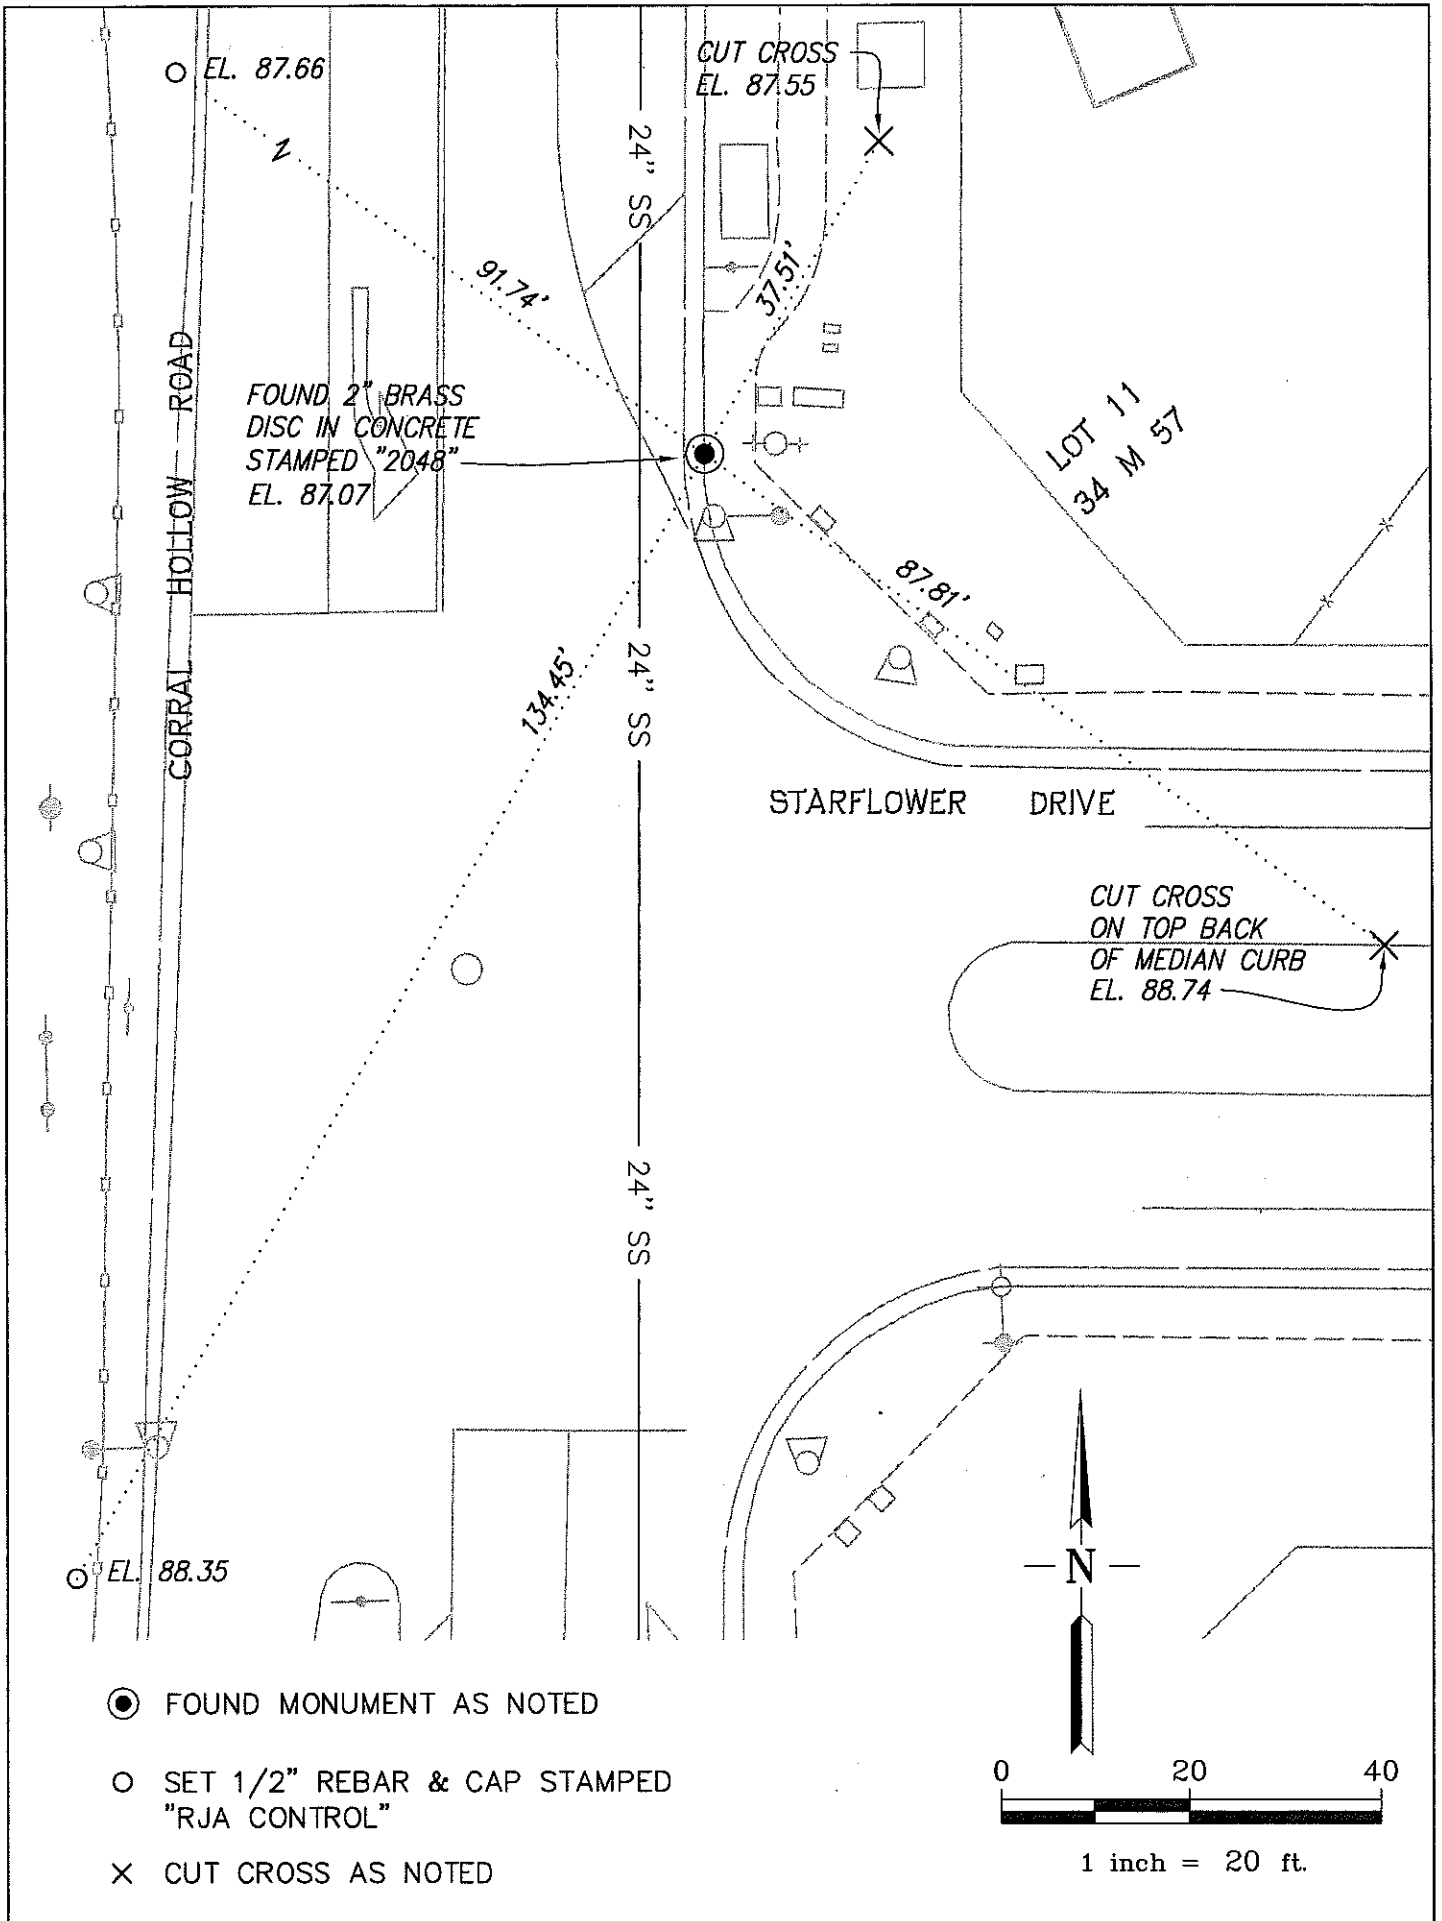 EL. 87.66
CUT CROSS
EL. 87.55
24" SS
N
91.74'
37.51'
FOUND 2" BRASS
DISC IN CONCRETE
STAMPED "2048"
EL. 87.07
CORRAL HOLLOW ROAD
LOT 11
34 M 57
87.81'
134.45'
24" SS
STARFLOWER DRIVE
CUT CROSS
ON TOP BACK
OF MEDIAN CURB
EL. 88.74
24" SS
EL. 88.35
N
FOUND MONUMENT AS NOTED
SET 1/2" REBAR & CAP STAMPED
"RJA CONTROL"
CUT CROSS AS NOTED
0 20 40
1 inch = 20 ft.